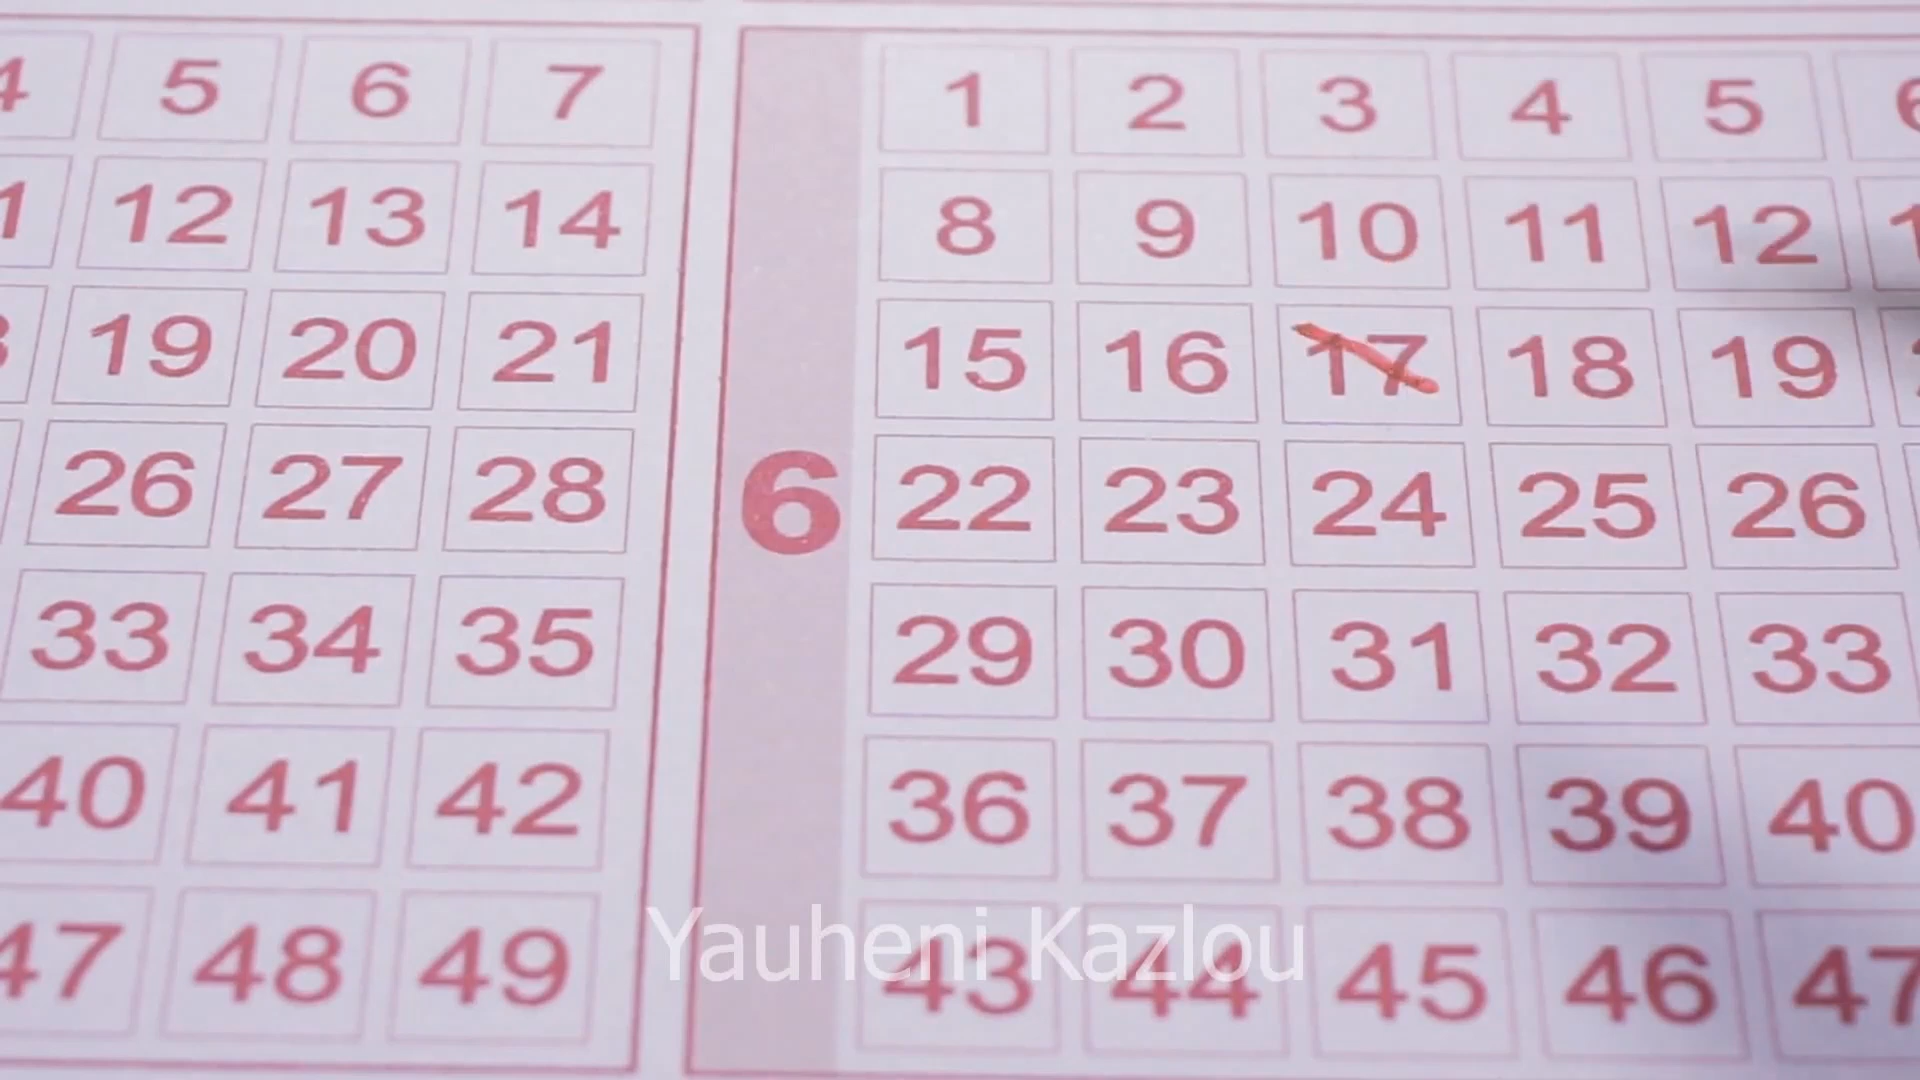 4 5 6 7
1 12 13 14
19 20 21
26 27 28
33 34 35
40 41 42
47 48 49
6
1 2 3 4 5 6
8 9 10 11 12 1
15 16 17 18 19
22 23 24 25 26
29 30 31 32 33
36 37 38 39 40
43 44 45 46 47
Yauheni Kazlou